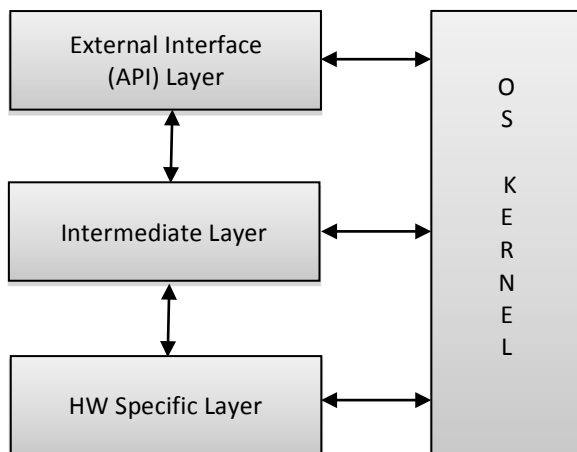 External Interface
(API) Layer
Intermediate Layer
HW Specific Layer
O
S
K
E
R
N
E
L